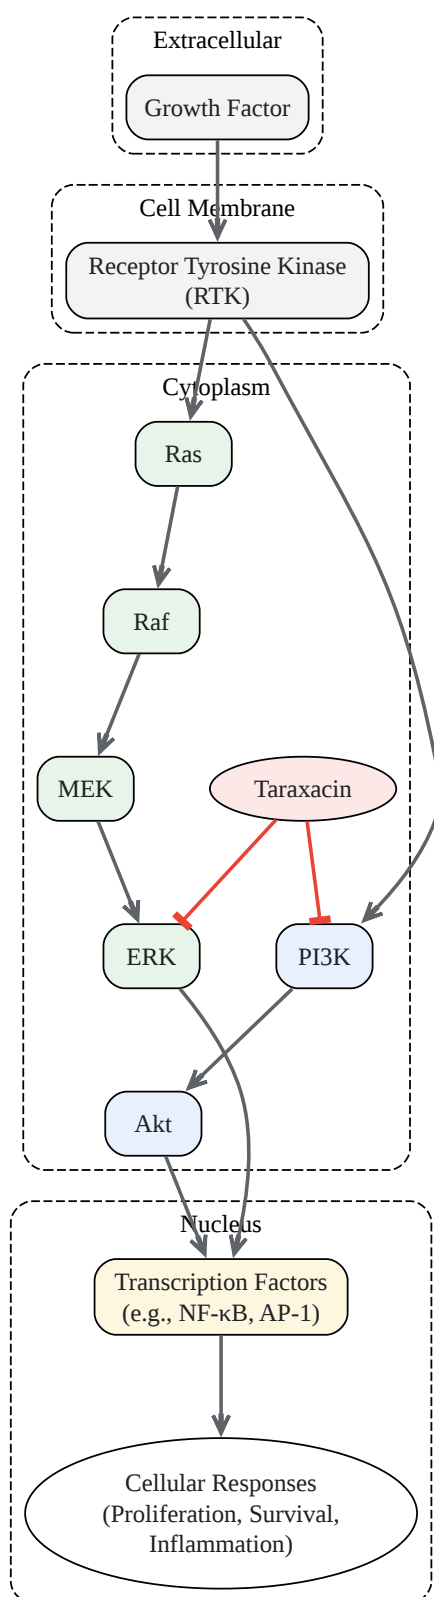 Extracellular
Growth Factor
Cell Membrane
Receptor Tyrosine Kinase
(RTK)
Cytoplasm
Ras
Raf
MEK
Taraxacin
ERK
PI3K
Akt
Nucleus
Transcription Factors
(e.g., NF-κB, AP-1)
Cellular Responses
(Proliferation, Survival,
Inflammation)